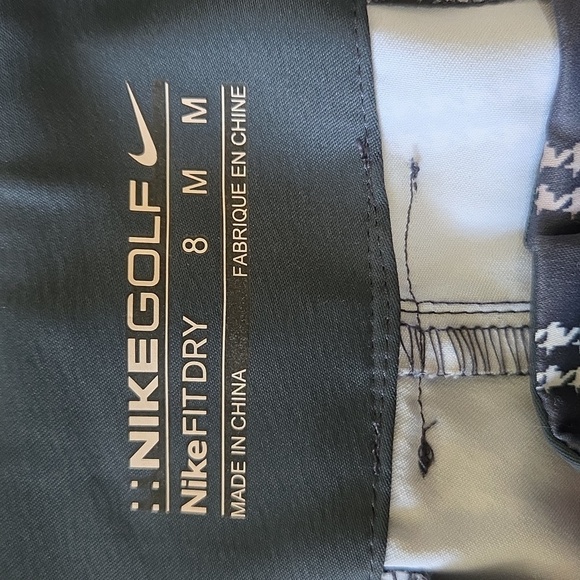 NIKEGOLF
NikeFITDRY 8 M M
MADE IN CHINA FABRIQUE EN CHINE